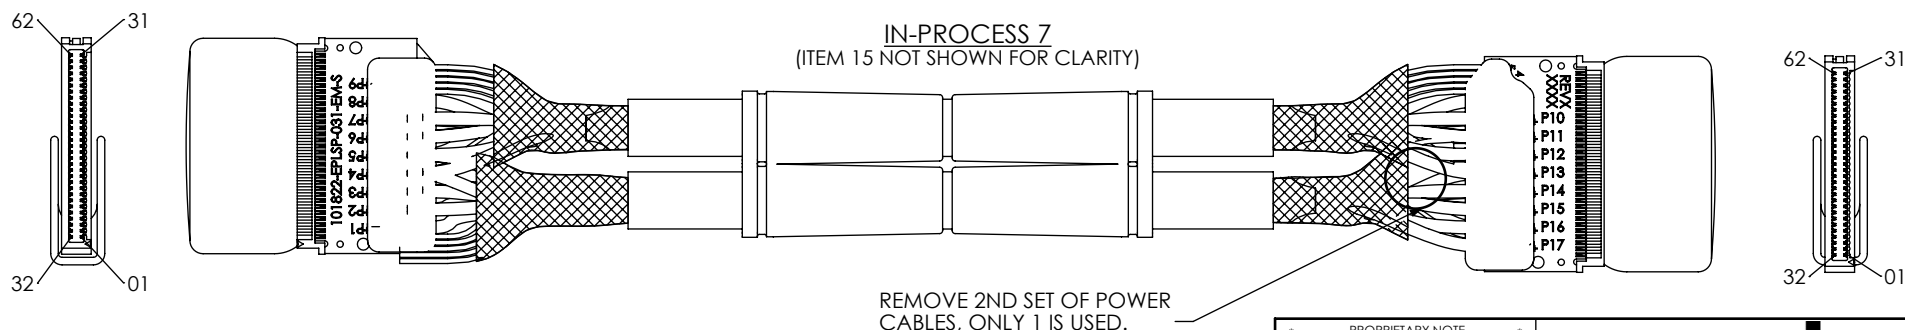 62
31
IN-PROCESS 7
(ITEM 15 NOT SHOWN FOR CLARITY)
62
31
101822-EPLSP-031-EM-S
P9
P8
P7
P6
P5
P4
P3
P2
P1
REVX
XXXX
P10
P11
P12
P13
P14
P15
P16
P17
32
01
32
01
REMOVE 2ND SET OF POWER
CABLES, ONLY 1 IS USED.
PROPRIETARY NOTE